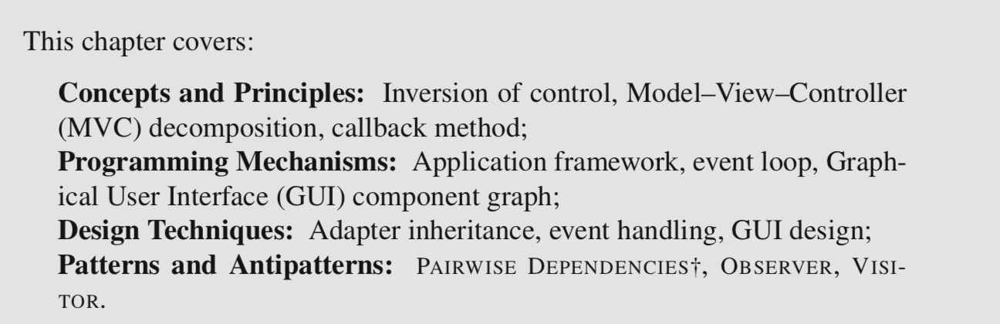 This chapter covers:
Concepts and Principles: Inversion of control, Model–View–Controller
(MVC) decomposition, callback method;
Programming Mechanisms: Application framework, event loop, Graph-
ical User Interface (GUI) component graph;
Design Techniques: Adapter inheritance, event handling, GUI design;
Patterns and Antipatterns: PAIRWISE DEPENDENCIES†, OBSERVER, VISI-
TOR.